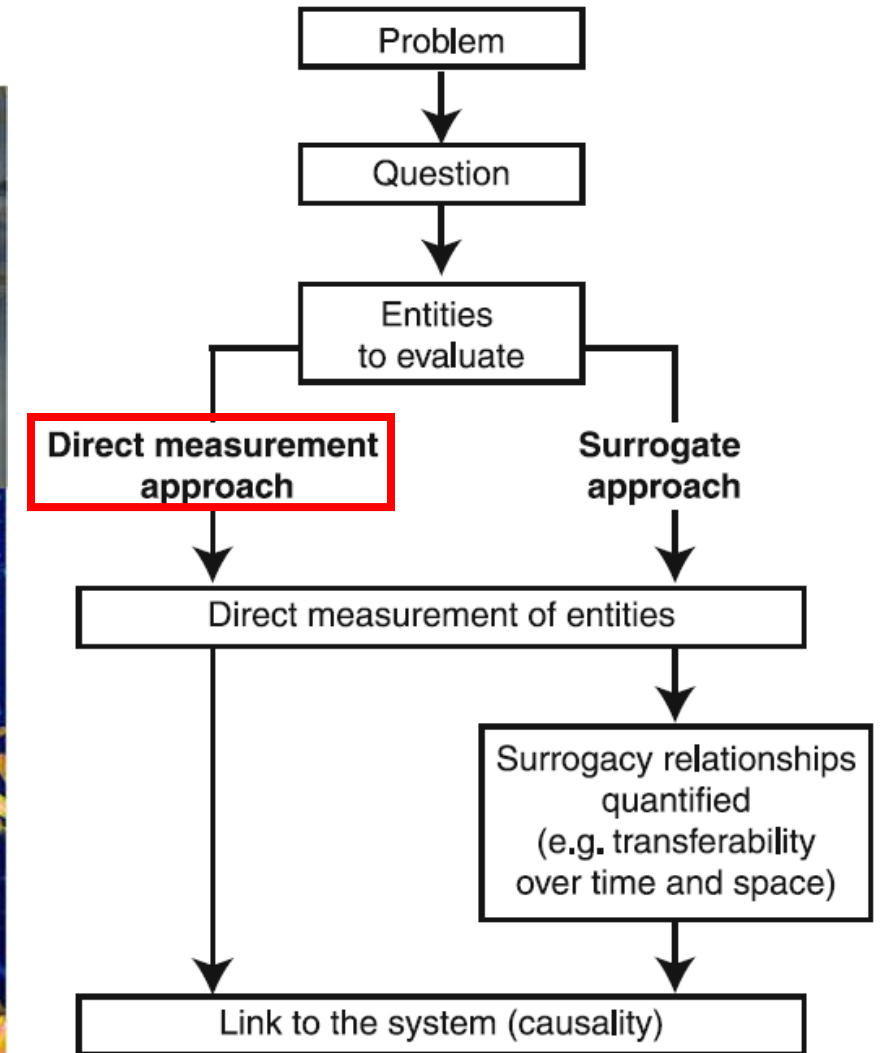 Problem
Question
Entities
to evaluate
Direct measurement
approach
Surrogate
approach
Direct measurement of entities
Surrogacy relationships
quantified
(e.g. transferability
over time and space)
Link to the system (causality)